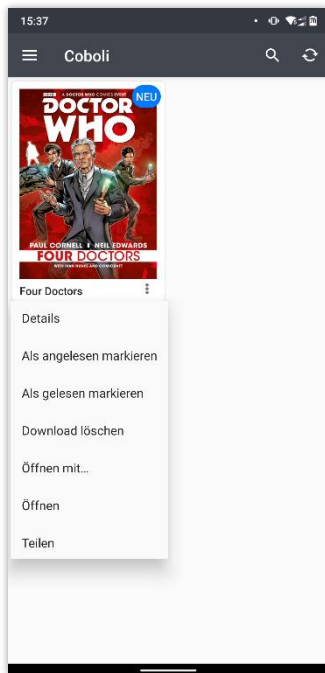 15:37
Coboli
NEU
A DOCTOR WHO COMICS EVENT
DOCTOR
WHO
PAUL CORNELL NEIL EDWARDS
FOUR DOCTORS
Four Doctors
Details
Als angelesen markieren
Als gelesen markieren
Download löschen
Öffnen mit...
Öffnen
Teilen